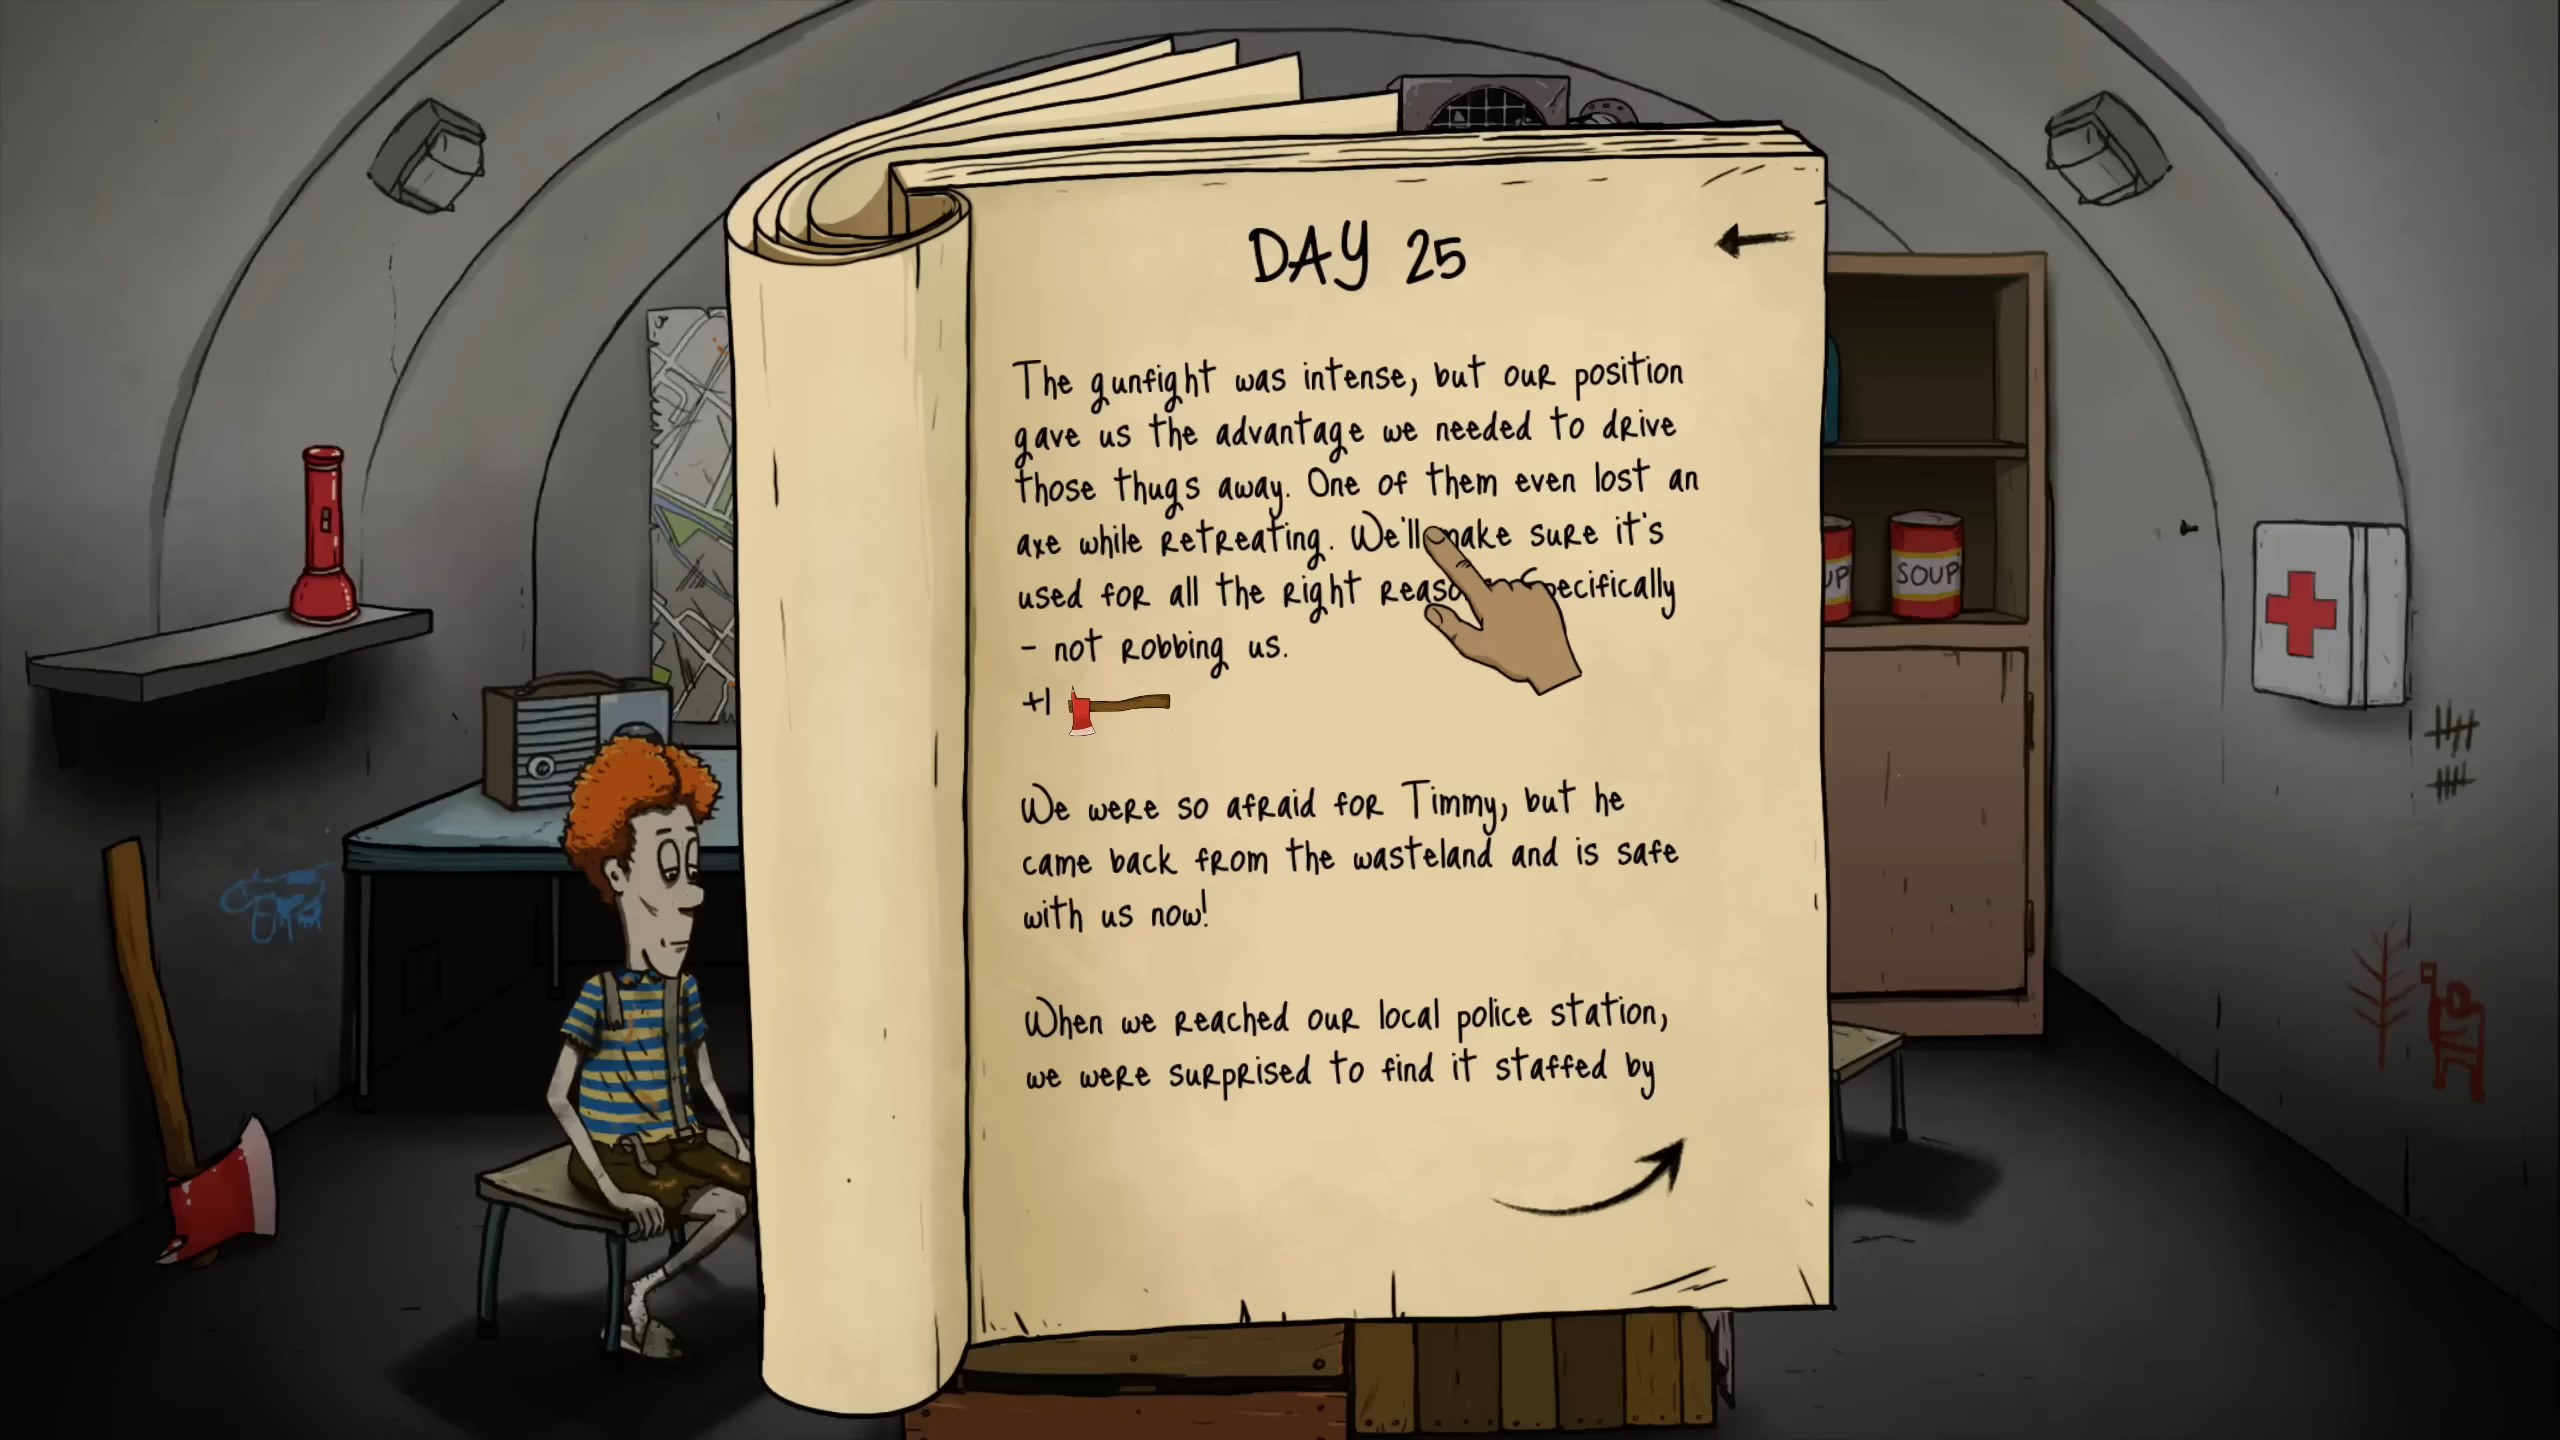 DAY 25
The gunfight was intense, but our position
gave us the advantage we needed to drive
those thugs away. One of them even lost an
axe while retreating. We'll make sure it's
used for all the right reaso specifically
- not robbing us.
+1
We were so afraid for Timmy, but he
came back from the wasteland and is safe
with us now!
When we reached our local police station,
we were surprised to find it staffed by
UP
SOUP